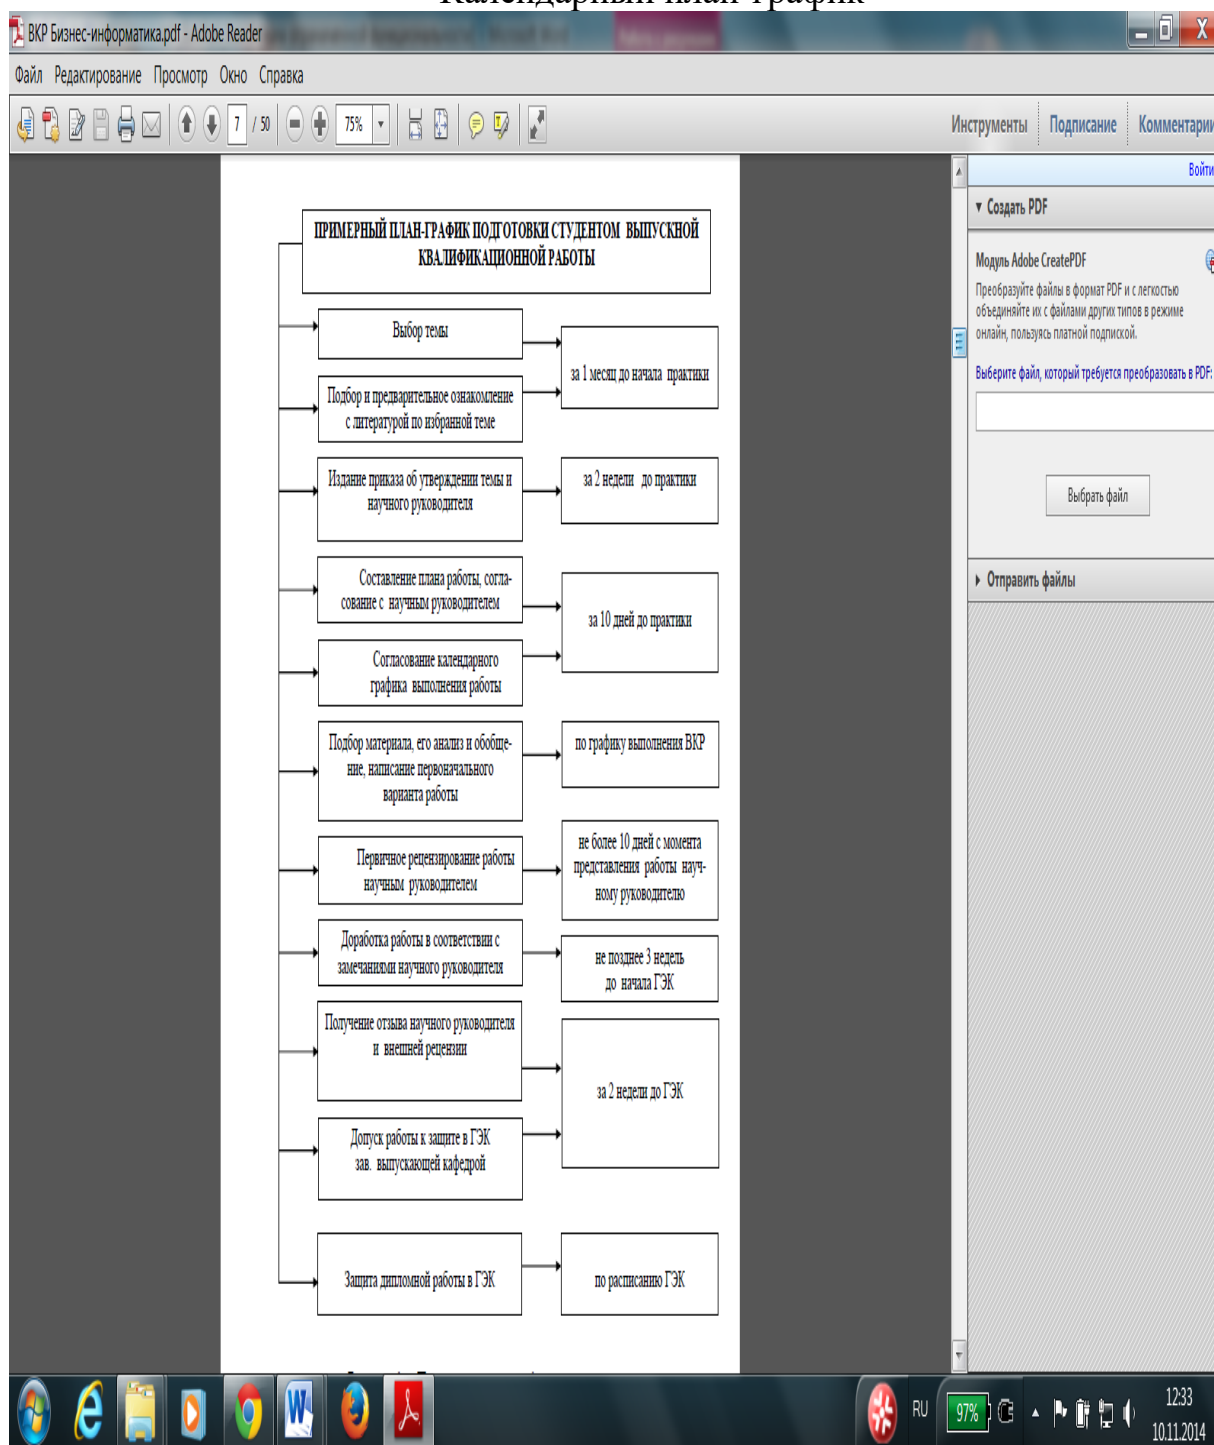 Календарный план-график
ВКР Бизнес-информатика.pdf - Adobe Reader
Файл Редактирование Просмотр Окно Справка
7 / 50 75% Инструменты Подписание Комментарии
Войти
▾ Создать PDF
Модуль Adobe CreatePDF
Преобразуйте файлы в формат PDF и с легкостью
объединяйте их с файлами других типов в режиме
онлайн, пользуясь платной подпиской.
Выберите файл, который требуется преобразовать в PDF:
Выбрать файл
▸ Отправить файлы
ПРИМЕРНЫЙ ПЛАН-ГРАФИК ПОДГОТОВКИ СТУДЕНТОМ ВЫПУСКНОЙ
КВАЛИФИКАЦИОННОЙ РАБОТЫ
Выбор темы
за 1 месяц до начала практики
Подбор и предварительное ознакомление
с литературой по избранной теме
Издание приказа об утверждении темы и
научного руководителя
за 2 недели до практики
Составление плана работы, согла-
сование с научным руководителем
за 10 дней до практики
Согласование календарного
графика выполнения работы
Подбор материала, его анализ и обобще-
ние, написание первоначального
варианта работы
по графику выполнения ВКР
Первичное рецензирование работы
научным руководителем
не более 10 дней с момента
представления работы науч-
ному руководителю
Доработка работы в соответствии с
замечаниями научного руководителя
не позднее 3 недель
до начала ГЭК
Получение отзыва научного руководителя
и внешней рецензии
за 2 недели до ГЭК
Допуск работы к защите в ГЭК
зав. выпускающей кафедрой
Защита дипломной работы в ГЭК
по расписанию ГЭК
RU 97% 12:33
10.11.2014